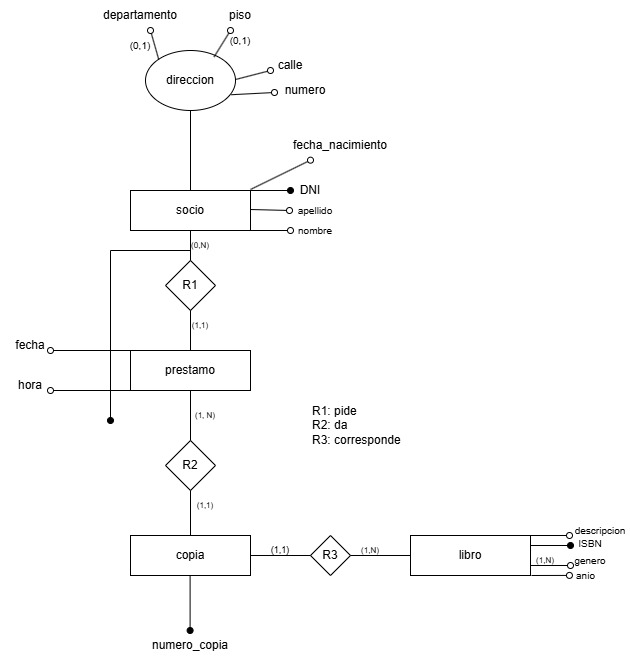 departamento
piso
(0,1)
(0,1)
direccion
calle
numero
fecha_nacimiento
DNI
socio
apellido
nombre
(0,N)
R1
(1,1)
fecha
prestamo
hora
(1, N)
R1: pide
R2: da
R3: corresponde
R2
(1,1)
descripcion
ISBN
copia
(1,1)
R3
(1,N)
libro
(1,N)
genero
anio
numero_copia